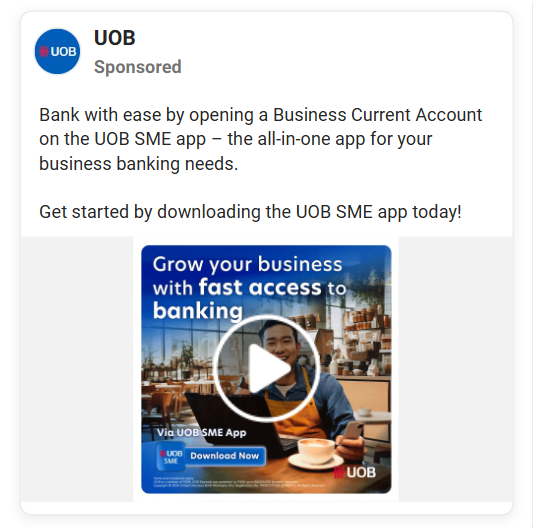 UOB
UOB
Sponsored
Bank with ease by opening a Business Current Account
on the UOB SME app – the all-in-one app for your
business banking needs.
Get started by downloading the UOB SME app today!
Grow your business
with fast access to
banking
Via UOB SME App
UOB
SME
Download Now
UOB